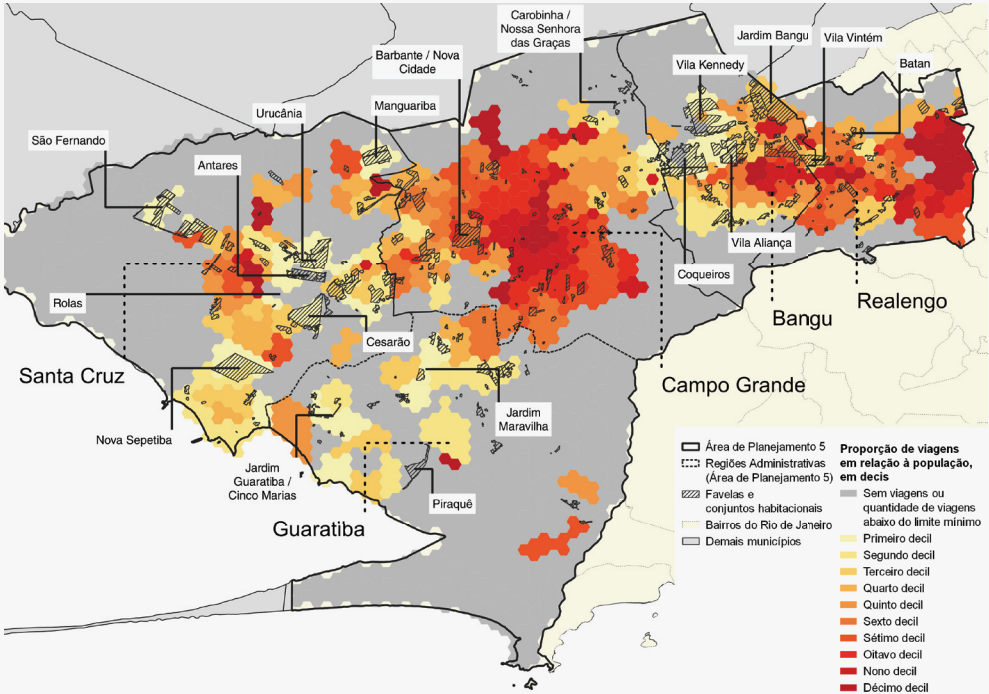 Carobinha /
Nossa Senhora
das Graças
Jardim Bangu
Vila Vintém
Barbante / Nova
Cidade
Vila Kennedy
Batan
Manguariba
Urucânia
São Fernando
Antares
Vila Aliança
Coqueiros
Rolas
Realengo
Bangu
Cesarão
Santa Cruz
Campo Grande
Nova Sepetiba
Jardim
Maravilha
Jardim
Guaratiba /
Cinco Marias
Piraquê
Guaratiba
Área de Planejamento 5
Regiões Administrativas
(Área de Planejamento 5)
Favelas e
conjuntos habitacionais
Bairros do Rio de Janeiro
Demais municípios
Proporção de viagens
em relação à população,
em decis
Sem viagens ou
quantidade de viagens
abaixo do limite mínimo
Primeiro decil
Segundo decil
Terceiro decil
Quarto decil
Quinto decil
Sexto decil
Sétimo decil
Oitavo decil
Nono decil
Décimo decil